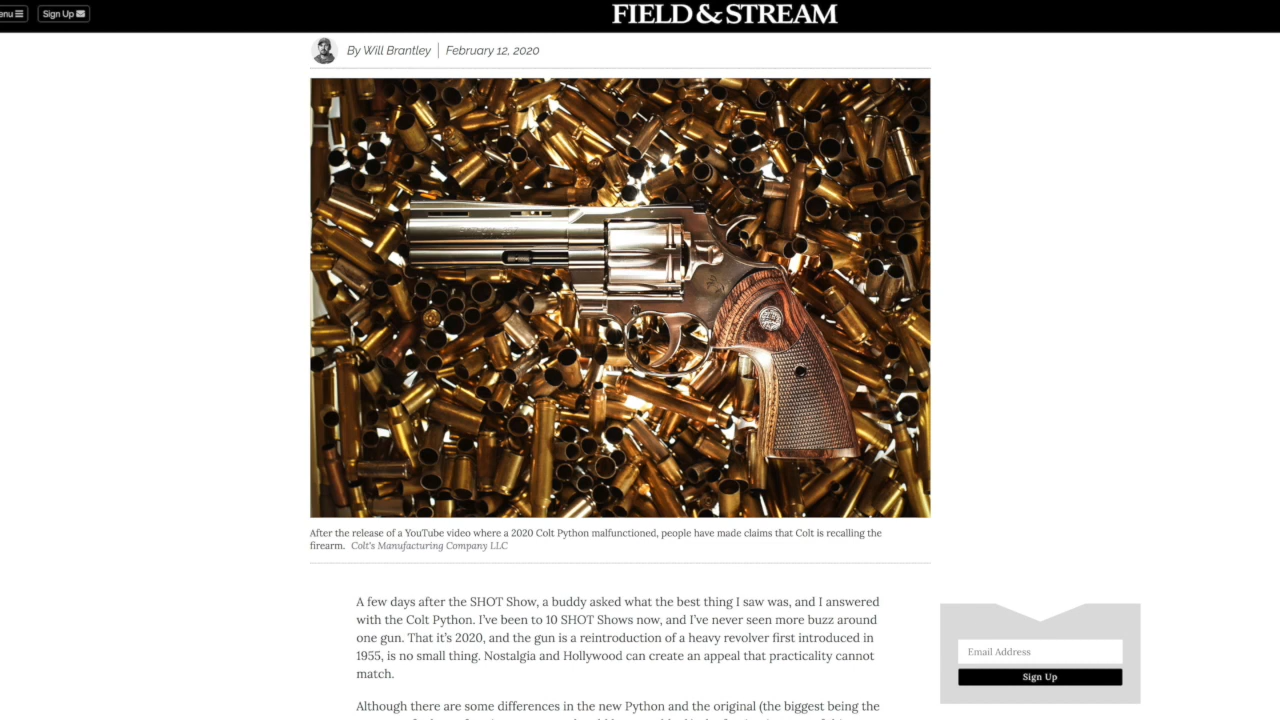 Sign Up
FIELD & STREAM
By Will Brantley | February 12, 2020
After the release of a YouTube video where a 2020 Colt Python malfunctioned, people have made claims that Colt is recalling the
firearm. Colt's Manufacturing Company LLC
A few days after the SHOT Show, a buddy asked what the best thing I saw was, and I answered
with the Colt Python. I've been to 10 SHOT Shows now, and I've never seen more buzz around
one gun. That it's 2020, and the gun is a reintroduction of a heavy revolver first introduced in
1955, is no small thing. Nostalgia and Hollywood can create an appeal that practicality cannot
match.
Email Address
Sign Up
Although there are some differences in the new Python and the original (the biggest being the